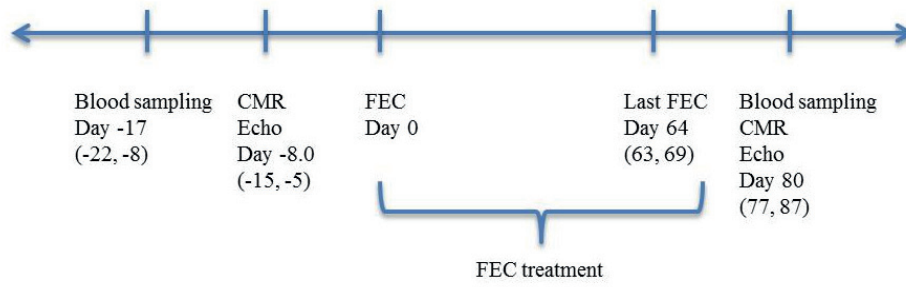 Blood sampling
Day -17
(-22, -8)
CMR
Echo
Day -8.0
(-15, -5)
FEC
Day 0
Last FEC
Day 64
(63, 69)
Blood sampling
CMR
Echo
Day 80
(77, 87)
FEC treatment